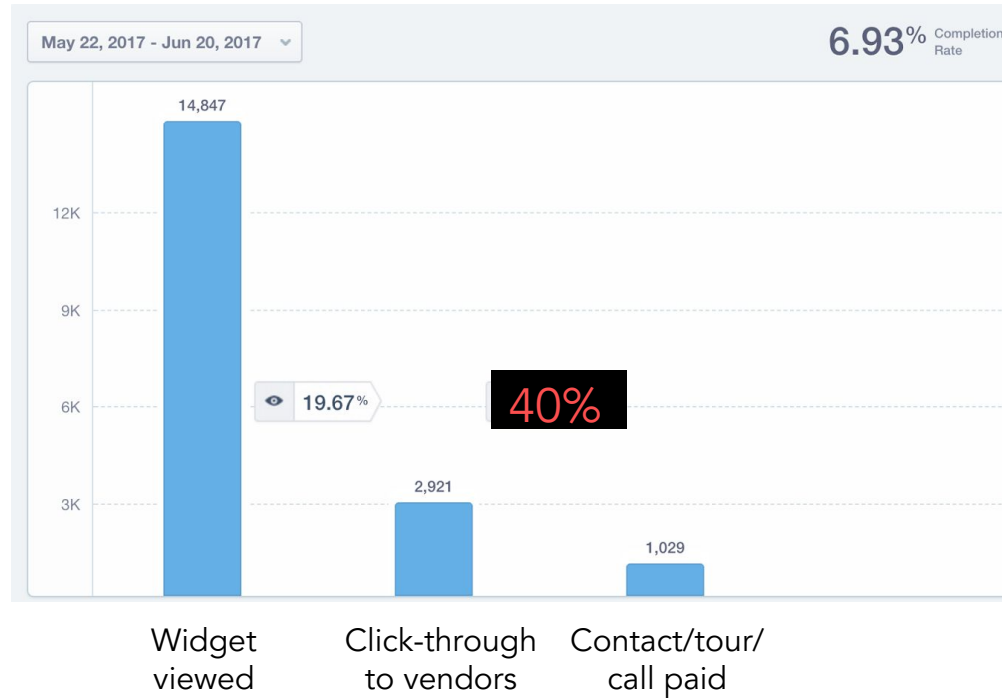 May 22, 2017 - Jun 20, 2017
6.93% Completion
Rate
14,847
12K
9K
6K
3K
19.67%
40%
2,921
1,029
Widget
viewed
Click-through
to vendors
Contact/tour/
call paid